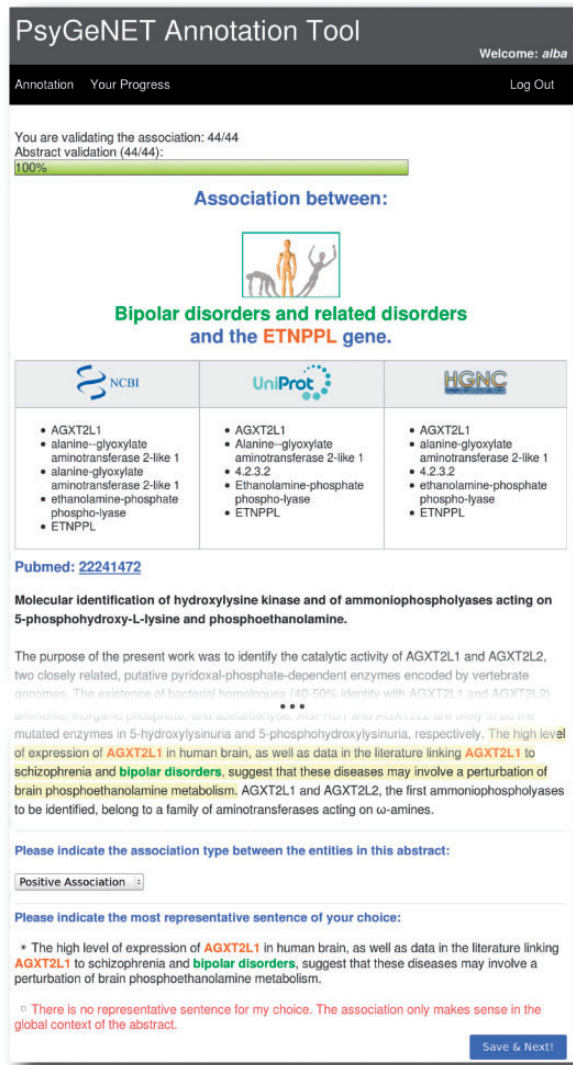 PsyGeNET Annotation Tool
Welcome: alba
Annotation Your Progress Log Out
You are validating the association: 44/44
Abstract validation (44/44):
100%
Association between:
Bipolar disorders and related disorders
and the ETNPPL gene.
NCBI UniProt HGNC
• AGXT2L1
• alanine--glyoxylate
aminotransferase 2-like 1
• alanine-glyoxylate
aminotransferase 2-like 1
• ethanolamine-phosphate
phospho-lyase
• ETNPPL
• AGXT2L1
• Alanine--glyoxylate
aminotransferase 2-like 1
• 4.2.3.2
• Ethanolamine-phosphate
phospho-lyase
• ETNPPL
• AGXT2L1
• alanine-glyoxylate
aminotransferase 2-like 1
• 4.2.3.2
• ethanolamine-phosphate
phospho-lyase
• ETNPPL
Pubmed: 22241472
Molecular identification of hydroxylysine kinase and of ammoniophospholyases acting on
5-phosphohydroxy-L-lysine and phosphoethanolamine.
The purpose of the present work was to identify the catalytic activity of AGXT2L1 and AGXT2L2,
two closely related, putative pyridoxal-phosphate-dependent enzymes encoded by vertebrate
genomes. The existence of bacterial homologues (40-50% identity with AGXT2L1 and AGXT2L2)
• • •
ammonia, inorganic phosphate, and acetaldehyde. and AGXT2L2 are likely to be the
mutated enzymes in 5-hydroxylysinuria and 5-phosphohydroxylysinuria, respectively. The high level
of expression of AGXT2L1 in human brain, as well as data in the literature linking AGXT2L1 to
schizophrenia and bipolar disorders, suggest that these diseases may involve a perturbation of
brain phosphoethanolamine metabolism. AGXT2L1 and AGXT2L2, the first ammoniophospholyases
to be identified, belong to a family of aminotransferases acting on ω-amines.
Please indicate the association type between the entities in this abstract:
Positive Association
Please indicate the most representative sentence of your choice:
The high level of expression of AGXT2L1 in human brain, as well as data in the literature linking
AGXT2L1 to schizophrenia and bipolar disorders, suggest that these diseases may involve a
perturbation of brain phosphoethanolamine metabolism.
There is no representative sentence for my choice. The association only makes sense in the
global context of the abstract.
Save & Next!